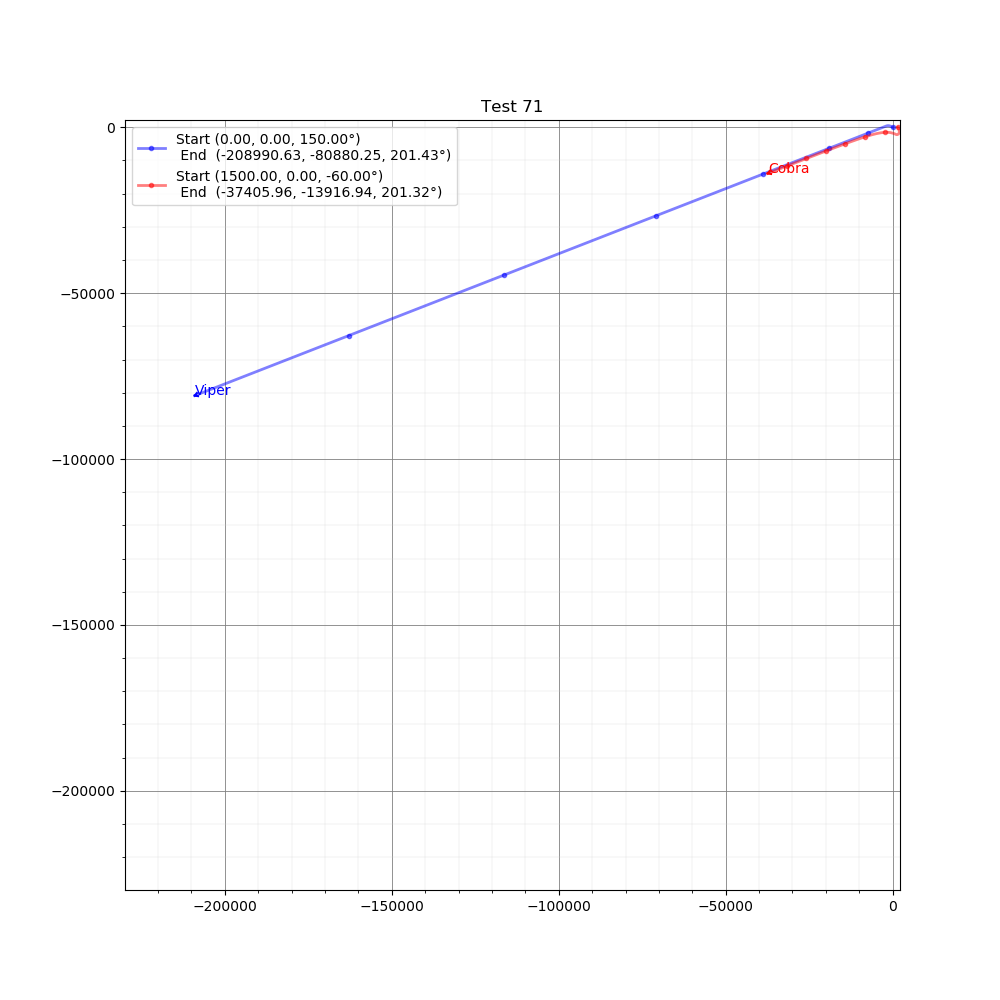 Test 71
Start (0.00, 0.00, 150.00°)
End (-208990.63, -80880.25, 201.43°)
Start (1500.00, 0.00, -60.00°)
End (-37405.96, -13916.94, 201.32°)
Cobra
Viper
0
−50000
−100000
−150000
−200000
−200000 −150000 −100000 −50000 0